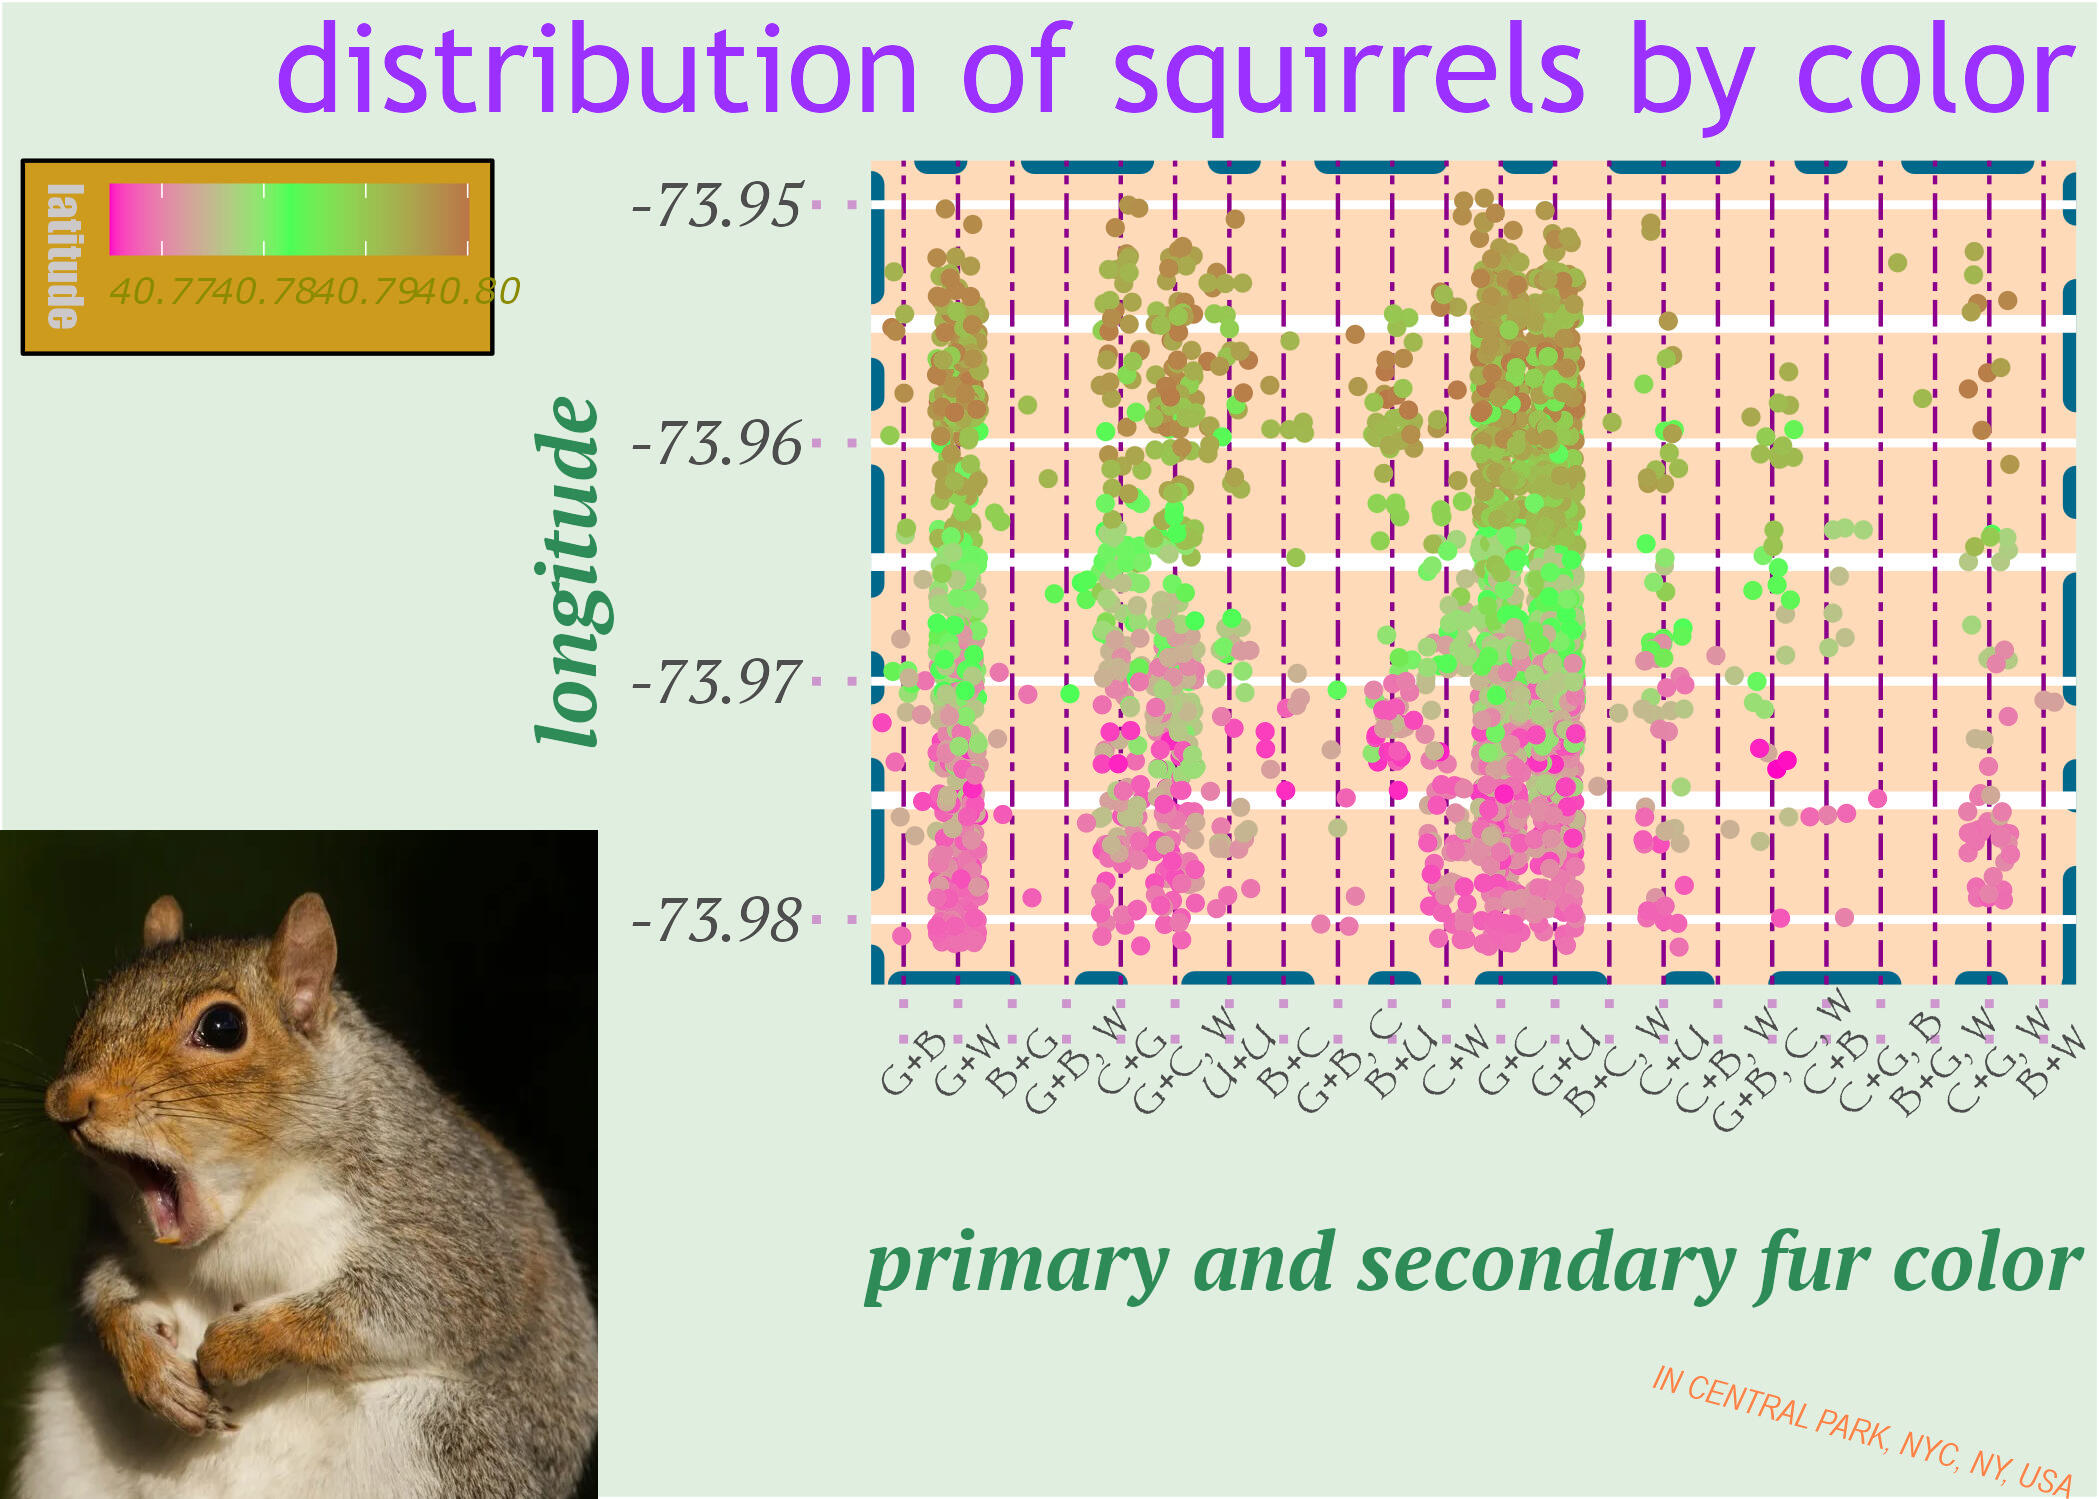 distribution of squirrels by color
latitude
40.77 40.78 40.79 40.80
longitude
-73.95
-73.96
-73.97
-73.98
G+B
G+W
B+G
G+B, W
C+G
G+C, W
U+U
B+C
G+B, C
B+U
C+W
G+C
G+U
B+C, W
C+U
C+B, W
G+B, C, W
C+B
C+G, B
B+G, W
C+G, W
B+W
primary and secondary fur color
IN CENTRAL PARK, NYC, NY, USA